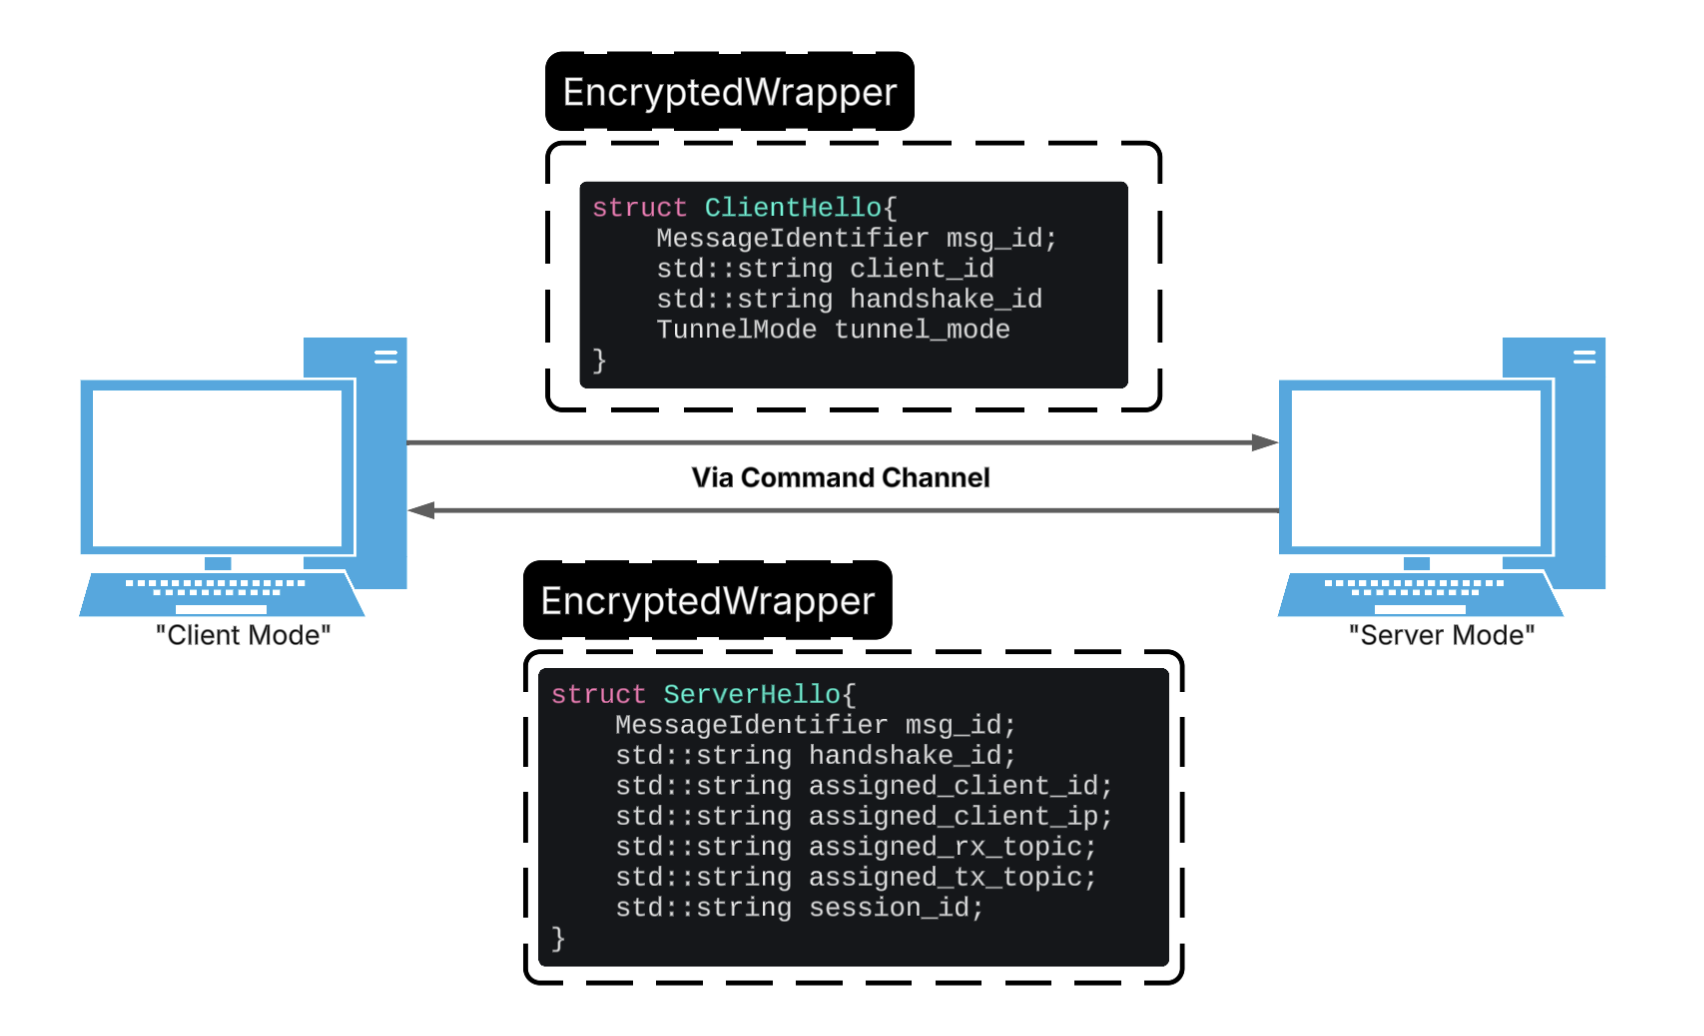 EncryptedWrapper
struct ClientHello{
    MessageIdentifier msg_id;
    std::string client_id
    std::string handshake_id
    TunnelMode tunnel_mode
}
Via Command Channel
"Client Mode"
"Server Mode"
EncryptedWrapper
struct ServerHello{
    MessageIdentifier msg_id;
    std::string handshake_id;
    std::string assigned_client_id;
    std::string assigned_client_ip;
    std::string assigned_rx_topic;
    std::string assigned_tx_topic;
    std::string session_id;
}